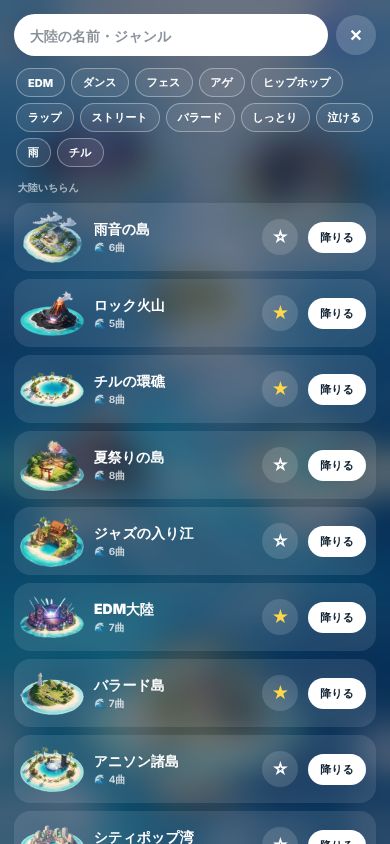 大陸の名前・ジャンル
EDM ダンス フェス アゲ ヒップホップ
ラップ ストリート バラード しっとり 泣ける
雨 チル
大陸いちらん
雨音の島
6曲
降りる
ロック火山
5曲
降りる
チルの環礁
8曲
降りる
夏祭りの島
8曲
降りる
ジャズの入り江
6曲
降りる
EDM大陸
7曲
降りる
バラード島
7曲
降りる
アニソン諸島
4曲
降りる
シティポップ湾
降りる